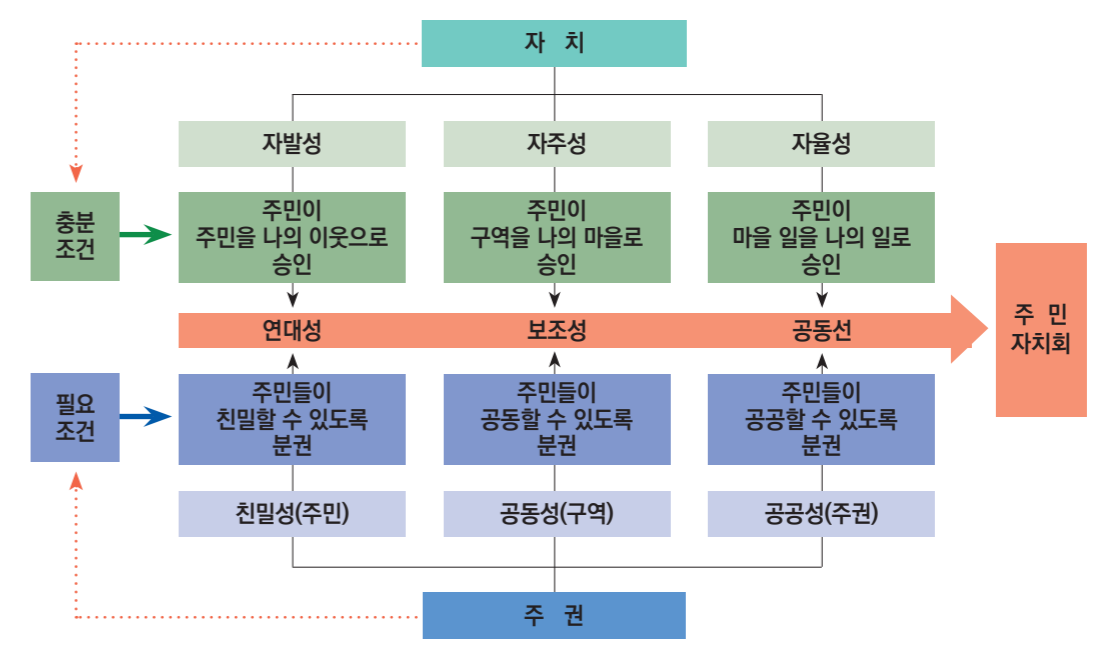 자 치
자발성
자주성
자율성
충분
조건
주민이
주민을 나의 이웃으로
승인
주민이
구역을 나의 마을로
승인
주민이
마을 일을 나의 일로
승인
연대성
보조성
공동선
주 민
자치회
필요
조건
주민들이
친밀할 수 있도록
분권
주민들이
공동할 수 있도록
분권
주민들이
공공할 수 있도록
분권
친밀성(주민)
공동성(구역)
공공성(주권)
주 권